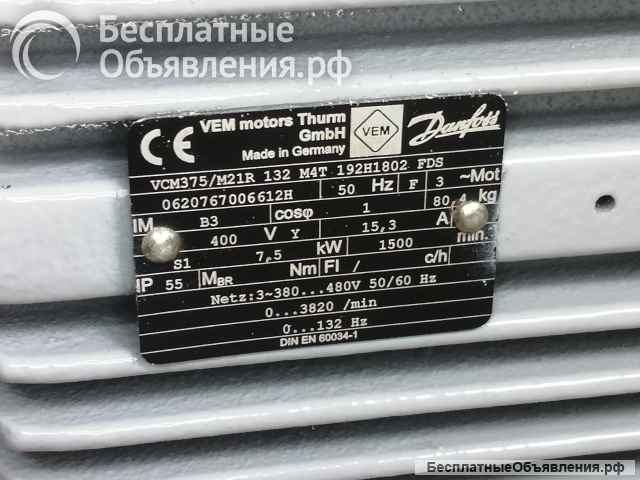 Бесплатные
Объявления.рф
CE VEM motors Thurm GmbH VEM Danfoss
Made in Germany
VCM375/M21R 132 M4T 192H1802 FDS
0620767006612H 50 Hz F 3 ~Mot
IM B3 cosφ 1 80,4 kg
400 V Y 15,3 A
S1 7,5 kW 1500 min.
IP 55 MBR Nm Fl / c/h
Netz:3~380...480V 50/60 Hz
0...3820 /min
0...132 Hz
DIN EN 60034-1
БесплатныеОбъявления.рф